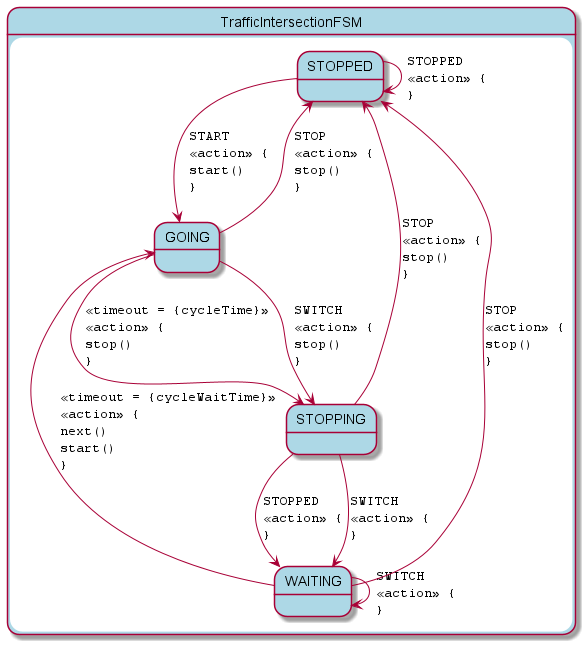 TrafficIntersectionFSM
STOPPED
STOPPED
«action» {
}
START
«action» {
start()
}
STOP
«action» {
stop()
}
GOING
STOP
«action» {
stop()
}
«timeout = {cycleTime}»
«action» {
stop()
}
SWITCH
«action» {
stop()
}
STOP
«action» {
stop()
}
«timeout = {cycleWaitTime}»
«action» {
next()
start()
}
STOPPING
STOPPED
«action» {
}
SWITCH
«action» {
}
WAITING
SWITCH
«action» {
}